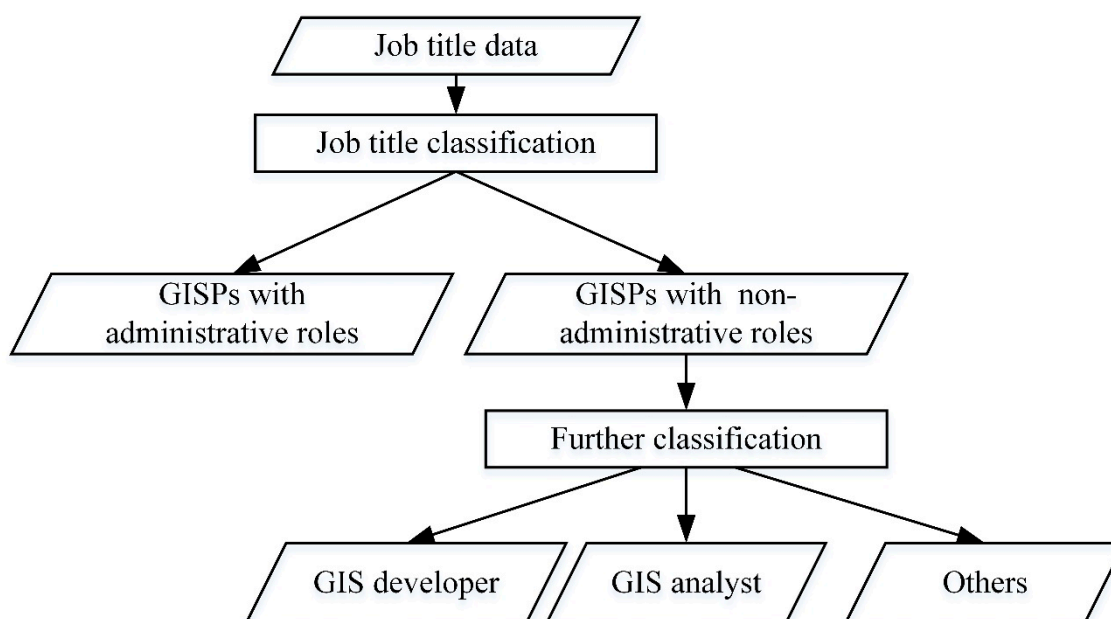 Job title data
Job title classification
GISPs with
administrative roles
GISPs with non-
administrative roles
Further classification
GIS developer
GIS analyst
Others